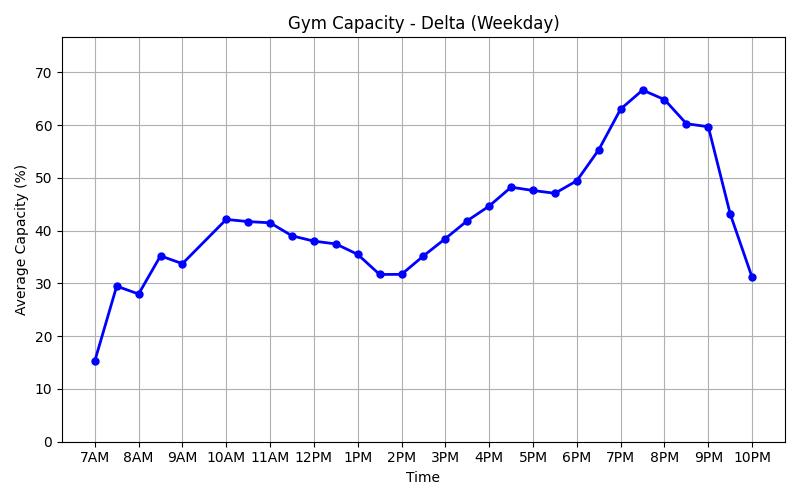 Gym Capacity - Delta (Weekday)
Average Capacity (%)
70
60
50
40
30
20
10
0
7AM 8AM 9AM 10AM 11AM 12PM 1PM 2PM 3PM 4PM 5PM 6PM 7PM 8PM 9PM 10PM
Time